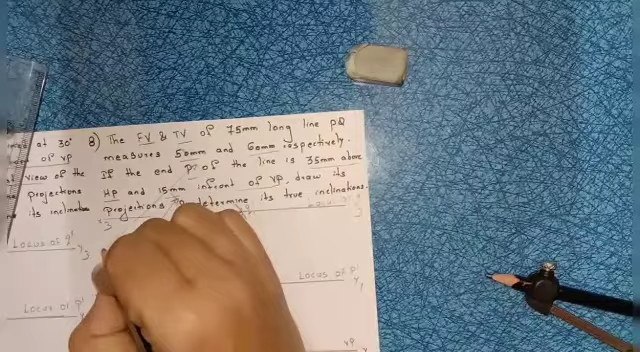 at 30°
8) The FV & TV of 75mm long line PQ
of VP
measures 50mm and 60mm respectively.
view of the
If the end P of the line is 35mm above
projections
HP and 15mm infront of VP, draw its
its inclination
projections & determine its true inclinations.
Locus of q'
Locus of P'
Locus of P'